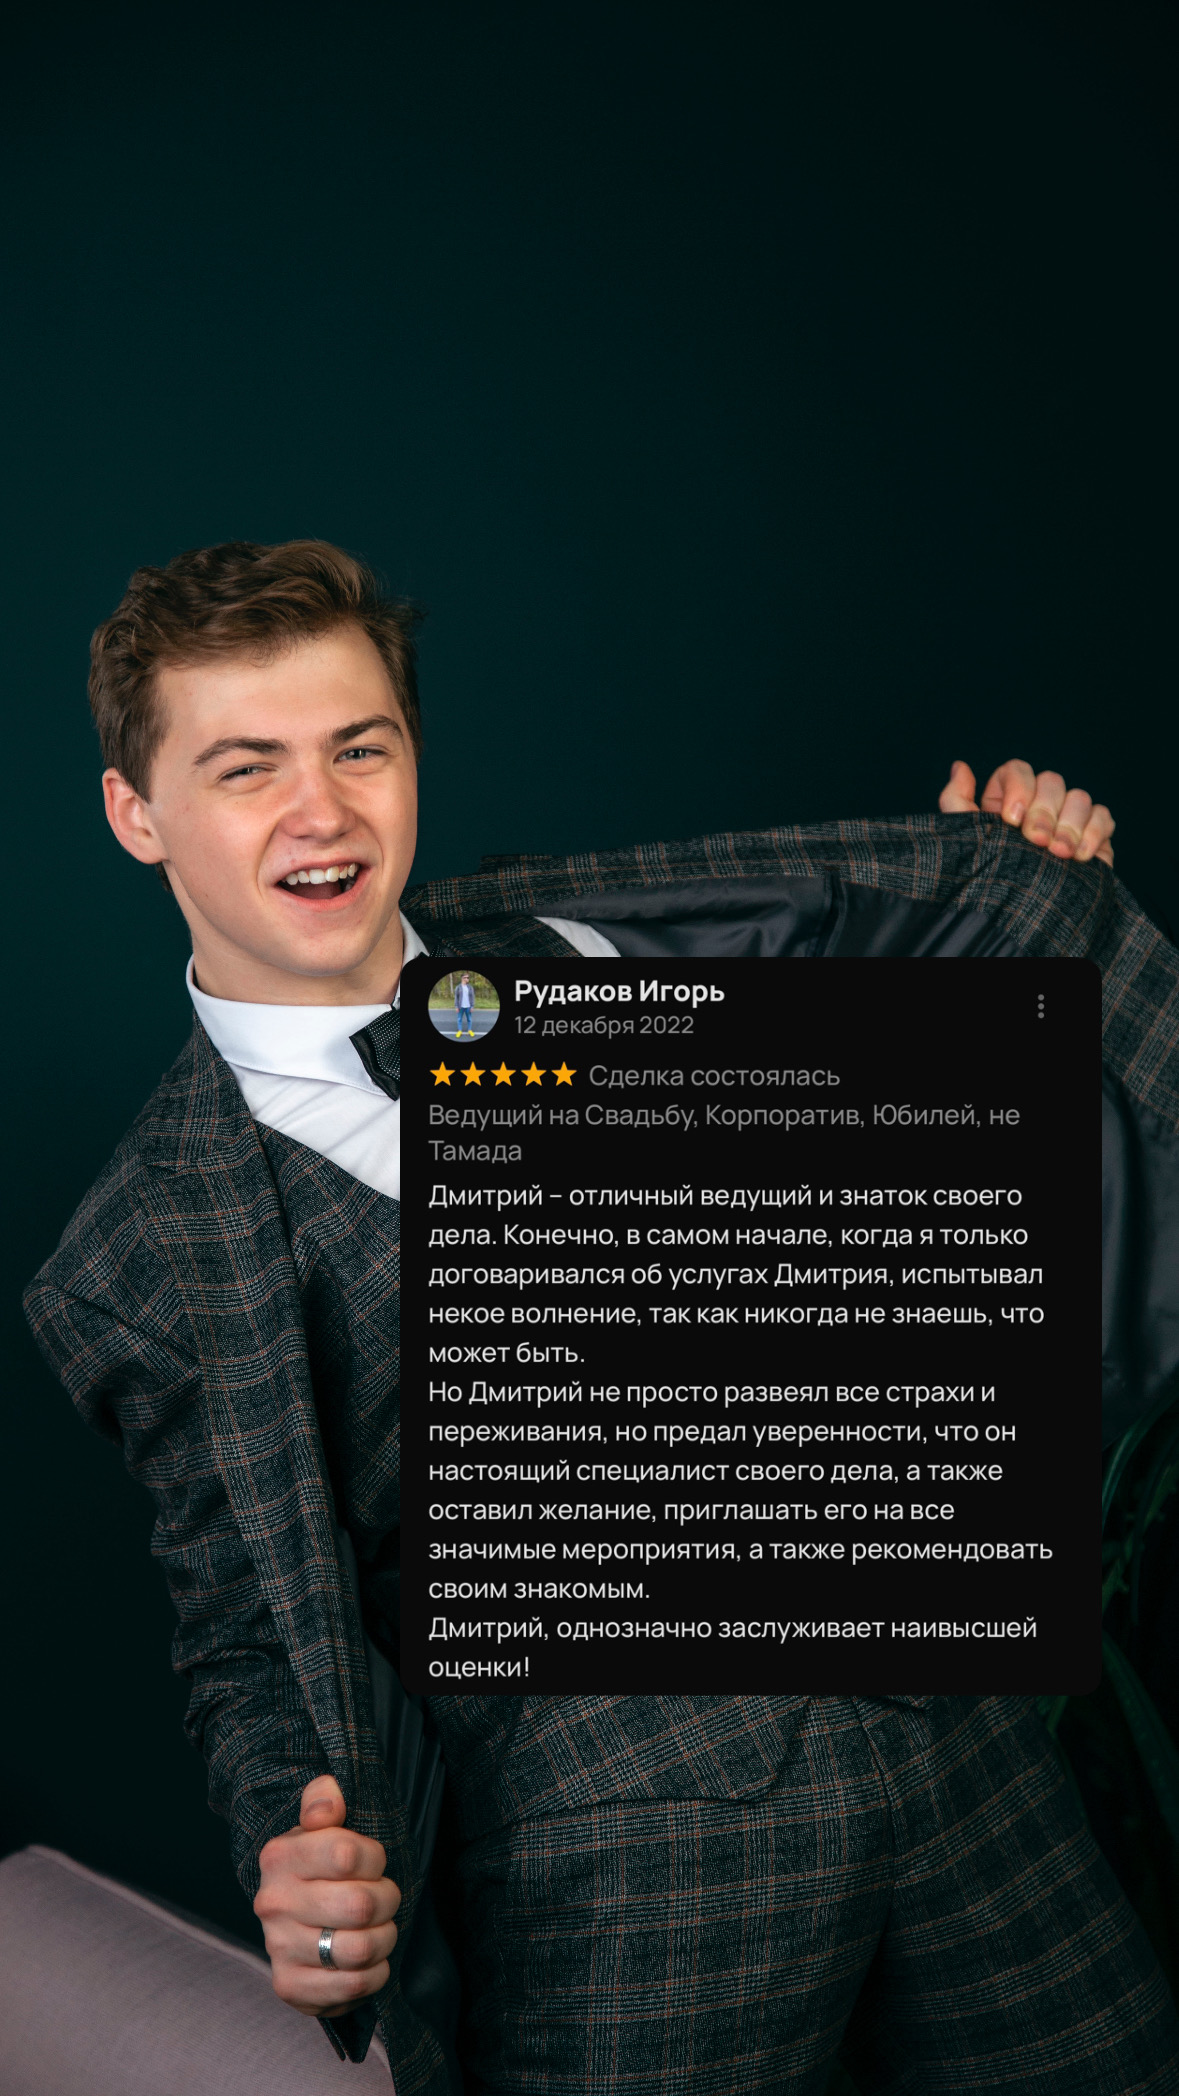 Рудаков Игорь
12 декабря 2022
Сделка состоялась
Ведущий на Свадьбу, Корпоратив, Юбилей, не
Тамада
Дмитрий – отличный ведущий и знаток своего
дела. Конечно, в самом начале, когда я только
договаривался об услугах Дмитрия, испытывал
некое волнение, так как никогда не знаешь, что
может быть.
Но Дмитрий не просто развеял все страхи и
переживания, но предал уверенности, что он
настоящий специалист своего дела, а также
оставил желание, приглашать его на все
значимые мероприятия, а также рекомендовать
своим знакомым.
Дмитрий, однозначно заслуживает наивысшей
оценки!